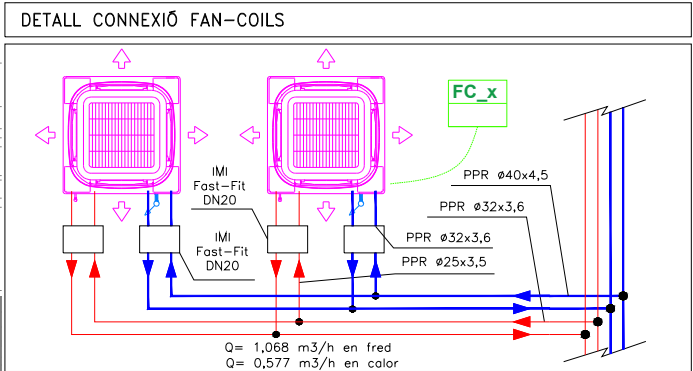 DETALL CONNEXIÓ FAN-COILS
FC_x
IMI
Fast-Fit
DN20
IMI
Fast-Fit
DN20
PPR ø40x4,5
PPR ø32x3,6
PPR ø32x3,6
PPR ø25x3,5
Q= 1,068 m3/h en fred
Q= 0,577 m3/h en calor